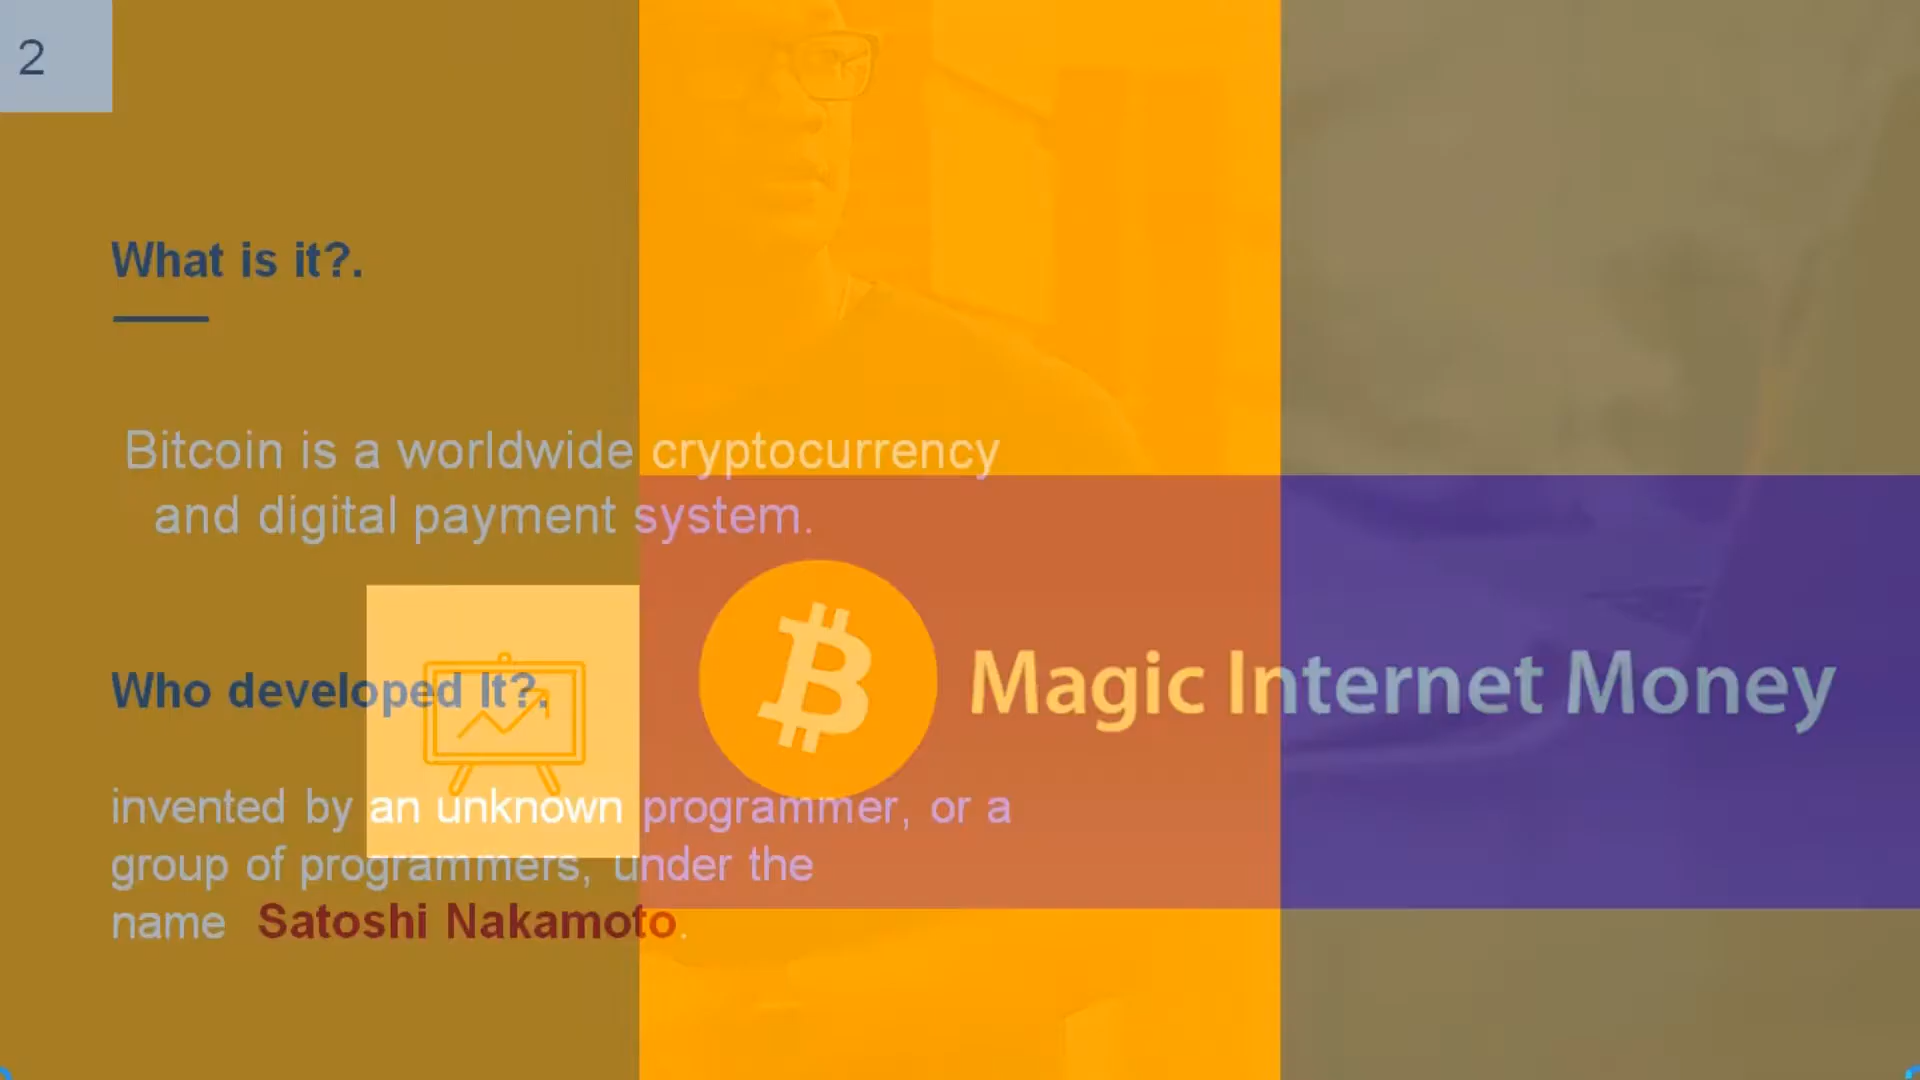 2
What is it?.
Bitcoin is a worldwide cryptocurrency
and digital payment system.
Magic Internet Money
Who developed It?.
invented by an unknown programmer, or a
group of programmers, under the
name Satoshi Nakamoto.